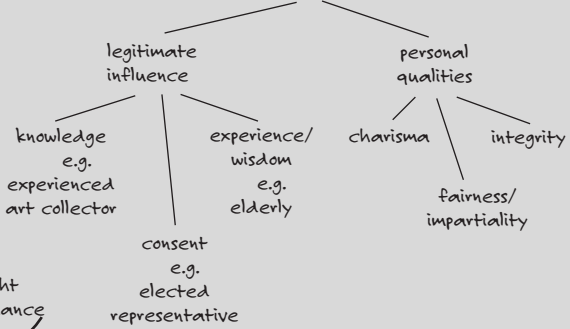 legitimate
influence
personal
qualities
knowledge
e.g.
experienced
art collector
experience/
wisdom
e.g.
elderly
charisma
integrity
fairness/
impartiality
consent
e.g.
elected
representative